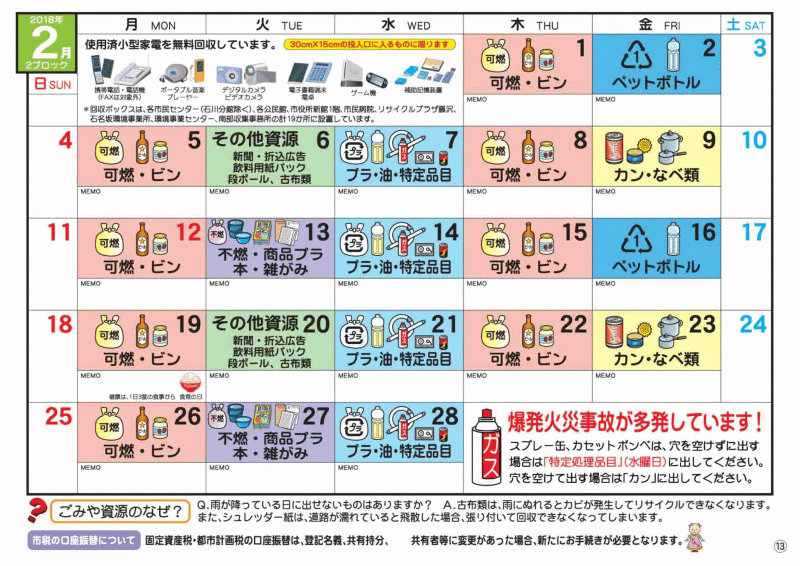 2018年
2月
2ブロック
日 SUN
月 MON
火 TUE
水 WED
木 THU
金 FRI
土 SAT
使用済小型家電を無料回収しています。 30cm×15cmの投入口に入るものに限ります
携帯電話・電話機
(FAXは対象外)
ポータブル音楽
プレーヤー
デジタルカメラ
ビデオカメラ
電子書籍端末
電卓
ゲーム機
補助記憶装置
*回収ボックスは、各市民センター(石川分館除く)、各公民館、市役所新館1階、市民病院、リサイクルプラザ藤沢、
石名坂環境事業所、環境事業センター、南部収集事務所の計19か所に設置しています。
可燃 1
可燃・ビン
MEMO
1 2
ペットボトル
MEMO
3
4
可燃 5
可燃・ビン
MEMO
その他資源 6
新聞・折込広告
飲料用紙パック
段ボール、古布類
MEMO
プラ 7
プラ・油・特定品目
MEMO
可燃 8
可燃・ビン
MEMO
9
カン・なべ類
MEMO
10
11
可燃 12
可燃・ビン
MEMO
不燃 13
不燃・商品プラ
本・雑がみ
MEMO
プラ 14
プラ・油・特定品目
MEMO
可燃 15
可燃・ビン
MEMO
1 16
ペットボトル
MEMO
17
18
可燃 19
可燃・ビン
MEMO
健康は、1日3度の食事から 食育の日
その他資源 20
新聞・折込広告
飲料用紙パック
段ボール、古布類
MEMO
プラ 21
プラ・油・特定品目
MEMO
可燃 22
可燃・ビン
MEMO
23
カン・なべ類
MEMO
24
25
可燃 26
可燃・ビン
MEMO
不燃 27
不燃・商品プラ
本・雑がみ
MEMO
プラ 28
プラ・油・特定品目
MEMO
ガス
爆発火災事故が多発しています!
スプレー缶、カセットボンベは、穴を空けずに出す
場合は「特定処理品目」(水曜日)に出してください。
穴を空けて出す場合は「カン」に出してください。
? ごみや資源のなぜ?
Q.雨が降っている日に出せないものはありますか? A.古布類は、雨にぬれるとカビが発生してリサイクルできなくなります。
また、シュレッダー紙は、道路が濡れていると飛散した場合、張り付いて回収できなくなってしまいます。
市税の口座振替について 固定資産税・都市計画税の口座振替は、登記名義、共有持分、 共有者等に変更があった場合、新たにお手続きが必要となります。
⑬